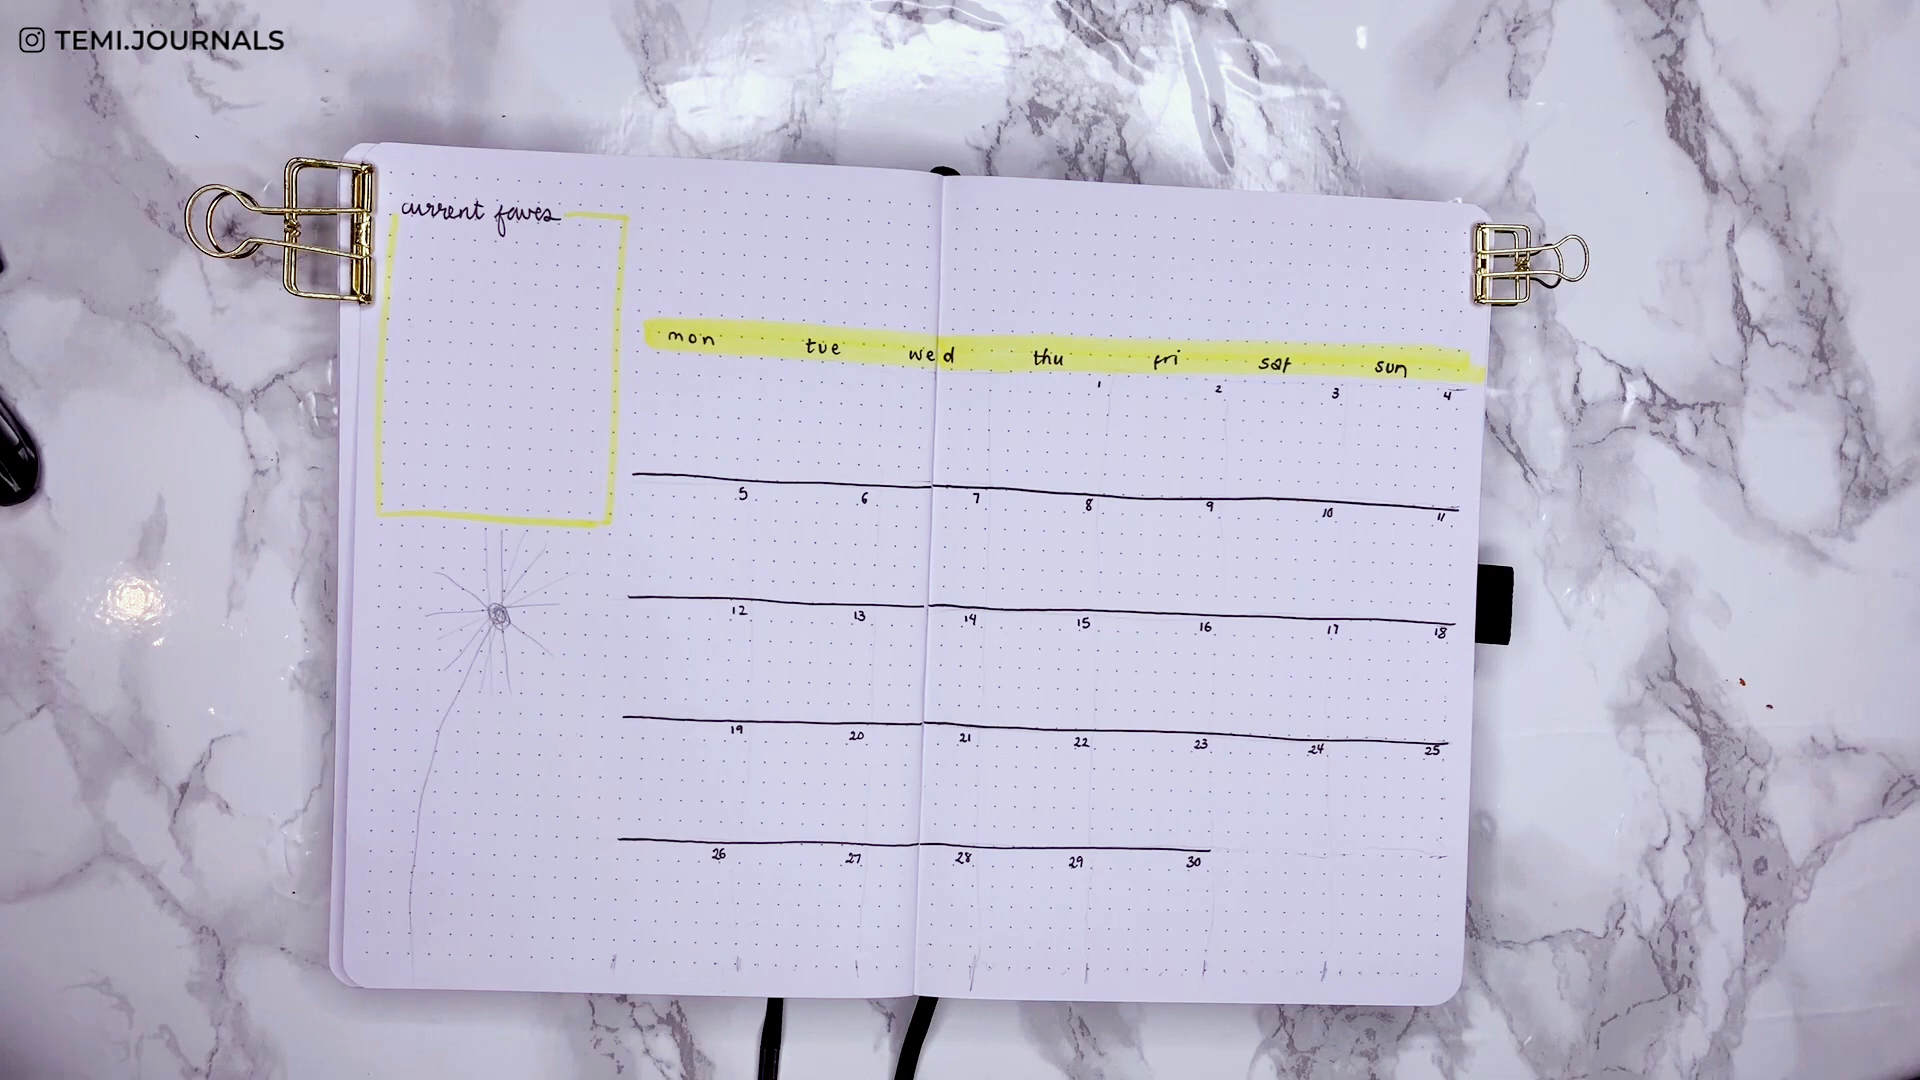 TEMI.JOURNALS
current faves
mon tue wed thu fri sat sun
1 2 3 4
5 6 7 8 9 10 11
12 13 14 15 16 17 18
19 20 21 22 23 24 25
26 27 28 29 30